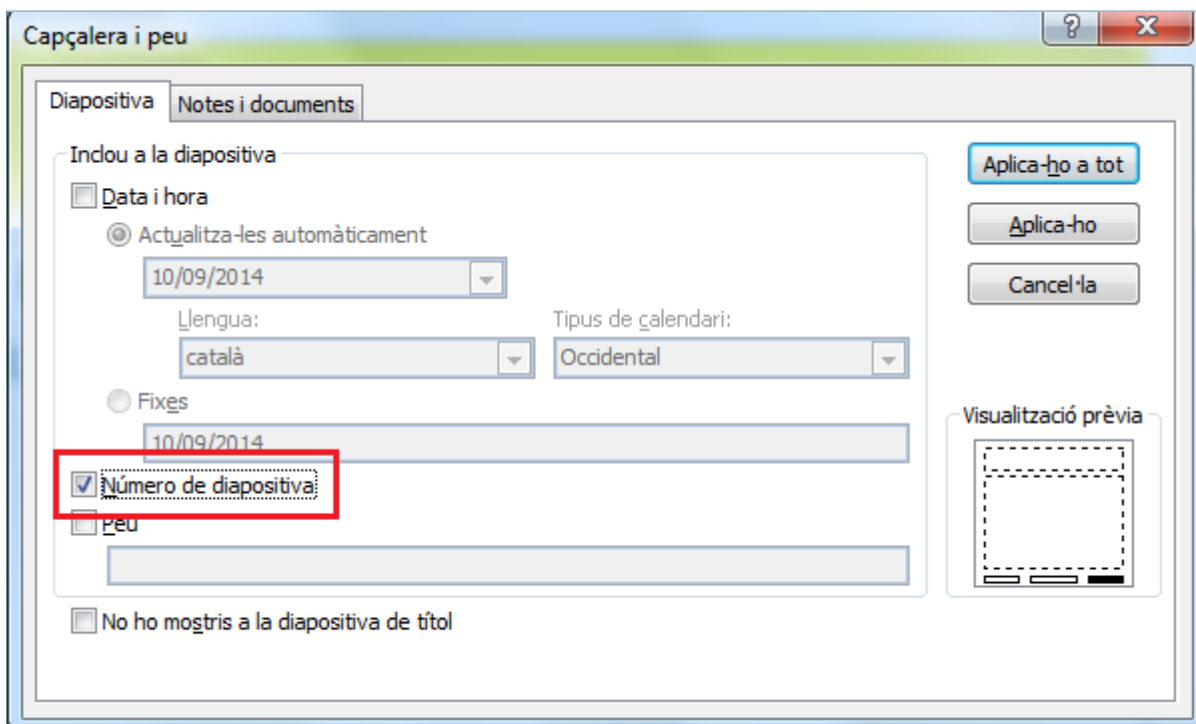 Capçalera i peu
Diapositiva
Notes i documents
Inclou a la diapositiva
Data i hora
Actualitza-les automàticament
10/09/2014
Llengua:
Tipus de calendari:
català
Occidental
Fixes
10/09/2014
Número de diapositiva
Peu
No ho mostris a la diapositiva de títol
Aplica-ho a tot
Aplica-ho
Cancel·la
Visualització prèvia